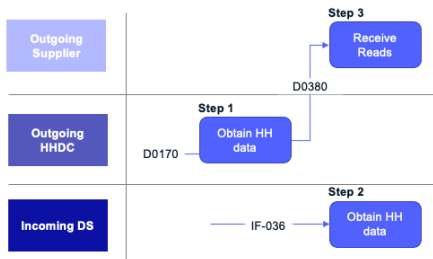 Step 3
Outgoing
Supplier
Receive
Reads
D0380
Step 1
Outgoing
HHDC
Obtain HH
data
D0170
Step 2
Incoming DS
IF-036
Obtain HH
data